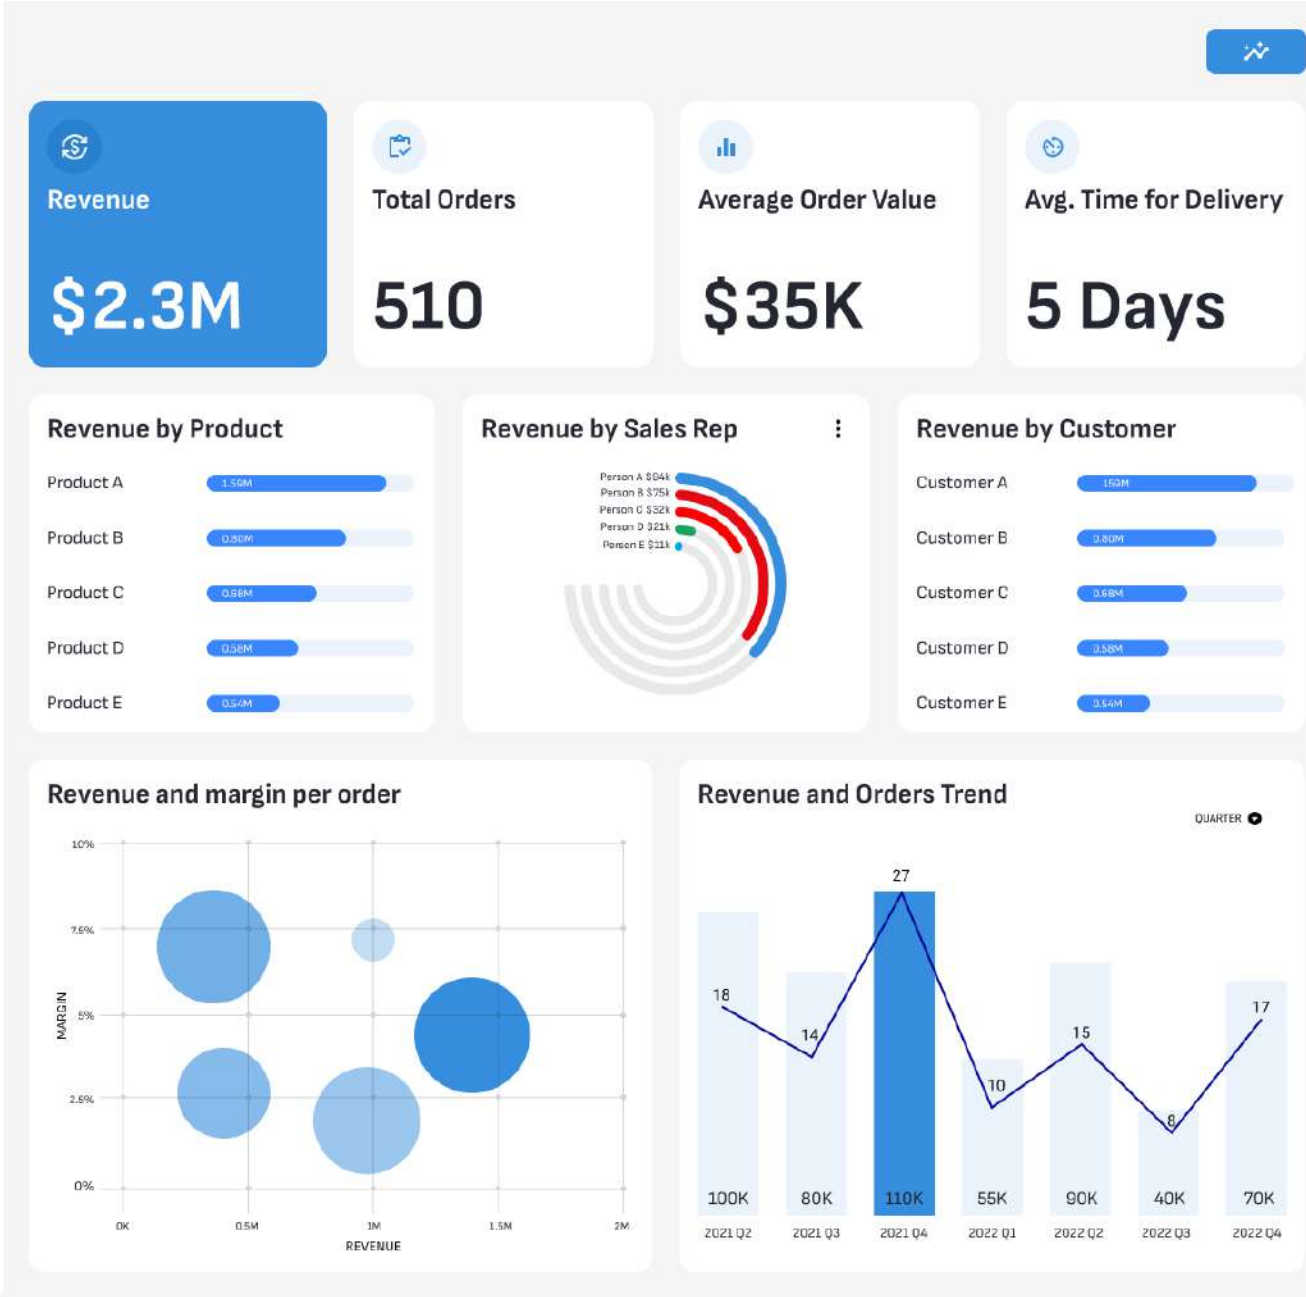 Revenue
$2.3M
Total Orders
510
Average Order Value
$35K
Avg. Time for Delivery
5 Days
Revenue by Product
Product A
1.59M
Product B
0.80M
Product C
0.68M
Product D
0.58M
Product E
0.54M
Revenue by Sales Rep
Person A $94k
Person B $75k
Person C $32k
Person D $21k
Person E $11k
Revenue by Customer
Customer A
159M
Customer B
0.80M
Customer C
0.68M
Customer D
0.58M
Customer E
0.54M
Revenue and margin per order
10%
7.5%
5%
2.5%
0%
MARGIN
0K 0.5M 1M 1.5M 2M
REVENUE
Revenue and Orders Trend
QUARTER
27
18
14
10
15
8
17
100K 80K 110K 55K 90K 40K 70K
2021 Q2 2021 Q3 2021 Q4 2022 Q1 2022 Q2 2022 Q3 2022 Q4